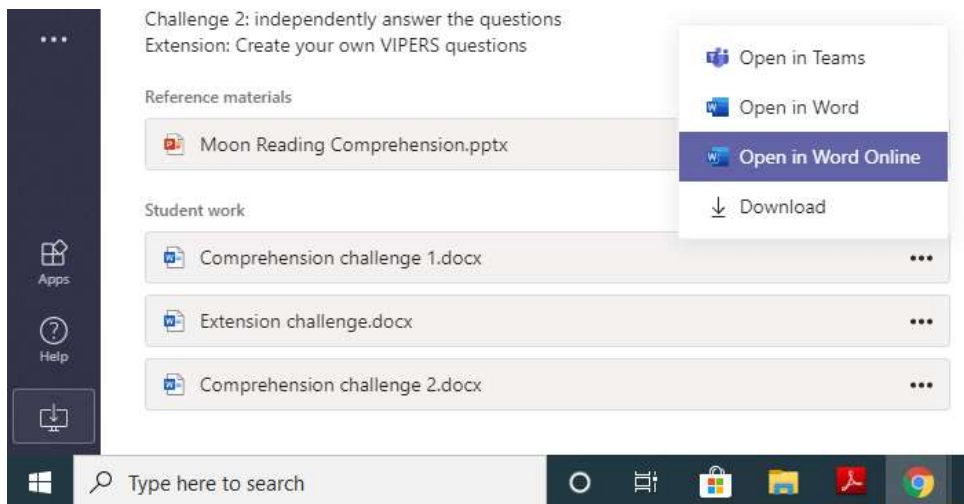 Challenge 2: independently answer the questions
Extension: Create your own VIPERS questions
Open in Teams
Open in Word
Open in Word Online
Download
Reference materials
Moon Reading Comprehension.pptx
Student work
Comprehension challenge 1.docx
Extension challenge.docx
Comprehension challenge 2.docx
Apps
Help
Type here to search